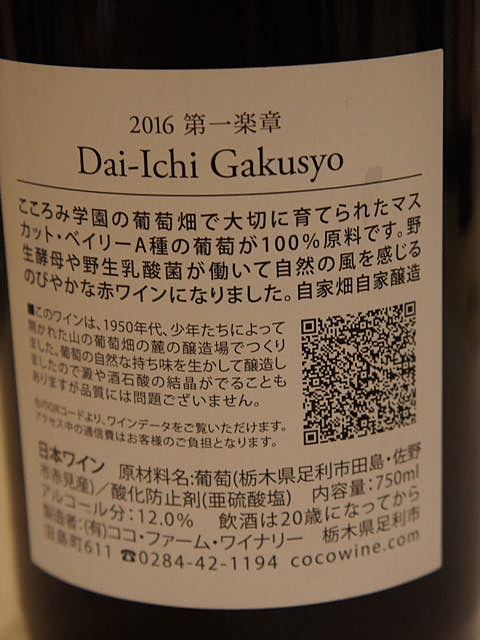 2016 第一楽章
Dai-Ichi Gakusyo
こころみ学園の葡萄畑で大切に育てられたマス
カット・ベイリーA種の葡萄が100%原料です。野
生酵母や野生乳酸菌が働いて自然の風を感じる
のびやかな赤ワインになりました。自家畑自家醸造
■このワインは、1950年代、少年たちによって
開かれた山の葡萄畑の麓の醸造場でつくり
ました。葡萄の自然な持ち味を生かして醸造し
ましたので澱や酒石酸の結晶がでることも
ありますが品質には問題ございません。
右のQRコードより、ワインデータをご覧いただけます。
アクセス中の通信費はお客様のご負担となります。
日本ワイン 原材料名:葡萄(栃木県足利市田島・佐野
市赤見産)/酸化防止剤(亜硫酸塩) 内容量:750ml
アルコール分:12.0% 飲酒は20歳になってから
製造者:(有)ココ・ファーム・ワイナリー 栃木県足利市
田島町611 ☎0284-42-1194 cocowine.com